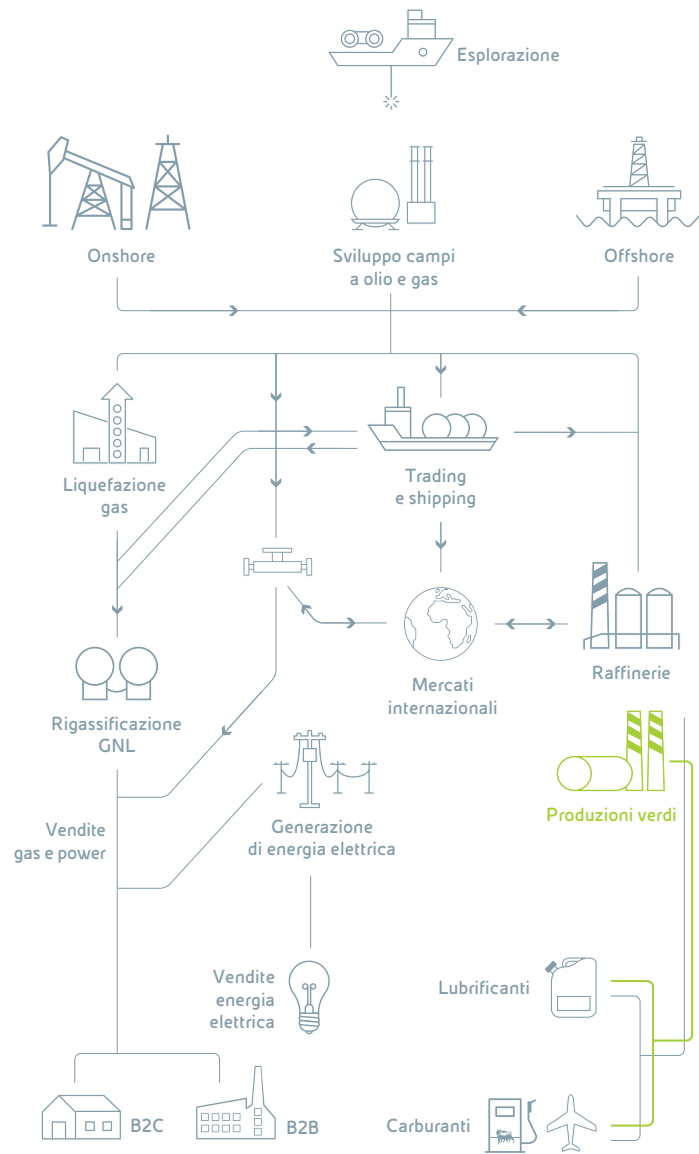 Esplorazione
Onshore
Sviluppo campi
a olio e gas
Offshore
Liquefazione
gas
Trading
e shipping
Rigassificazione
GNL
Mercati
internazionali
Raffinerie
Produzioni verdi
Vendite
gas e power
Generazione
di energia elettrica
Vendite
energia
elettrica
Lubrificanti
B2C
B2B
Carburanti